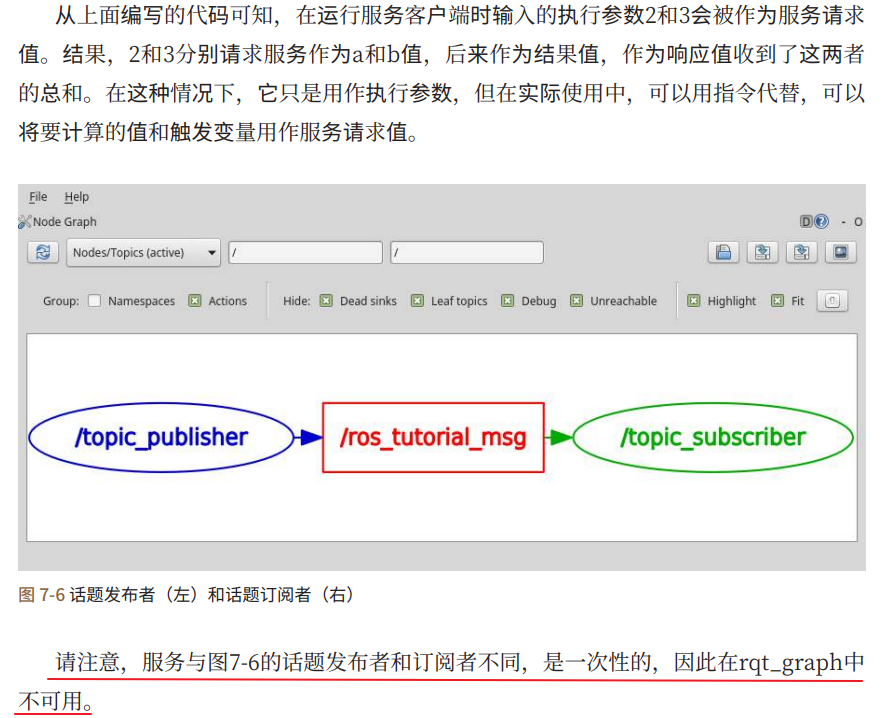 从上面编写的代码可知，在运行服务客户端时输入的执行参数2和3会被作为服务请求
值。结果，2和3分别请求服务作为a和b值，后来作为结果值，作为响应值收到了这两者
的总和。在这种情况下，它只是用作执行参数，但在实际使用中，可以用指令代替，可以
将要计算的值和触发变量用作服务请求值。
File Help
Node Graph
D ? - O
Nodes/Topics (active) / /
Group: Namespaces Actions Hide: Dead sinks Leaf topics Debug Unreachable Highlight Fit
/topic_publisher /ros_tutorial_msg /topic_subscriber
图 7-6 话题发布者（左）和话题订阅者（右）
请注意，服务与图7-6的话题发布者和订阅者不同，是一次性的，因此在rqt_graph中
不可用。